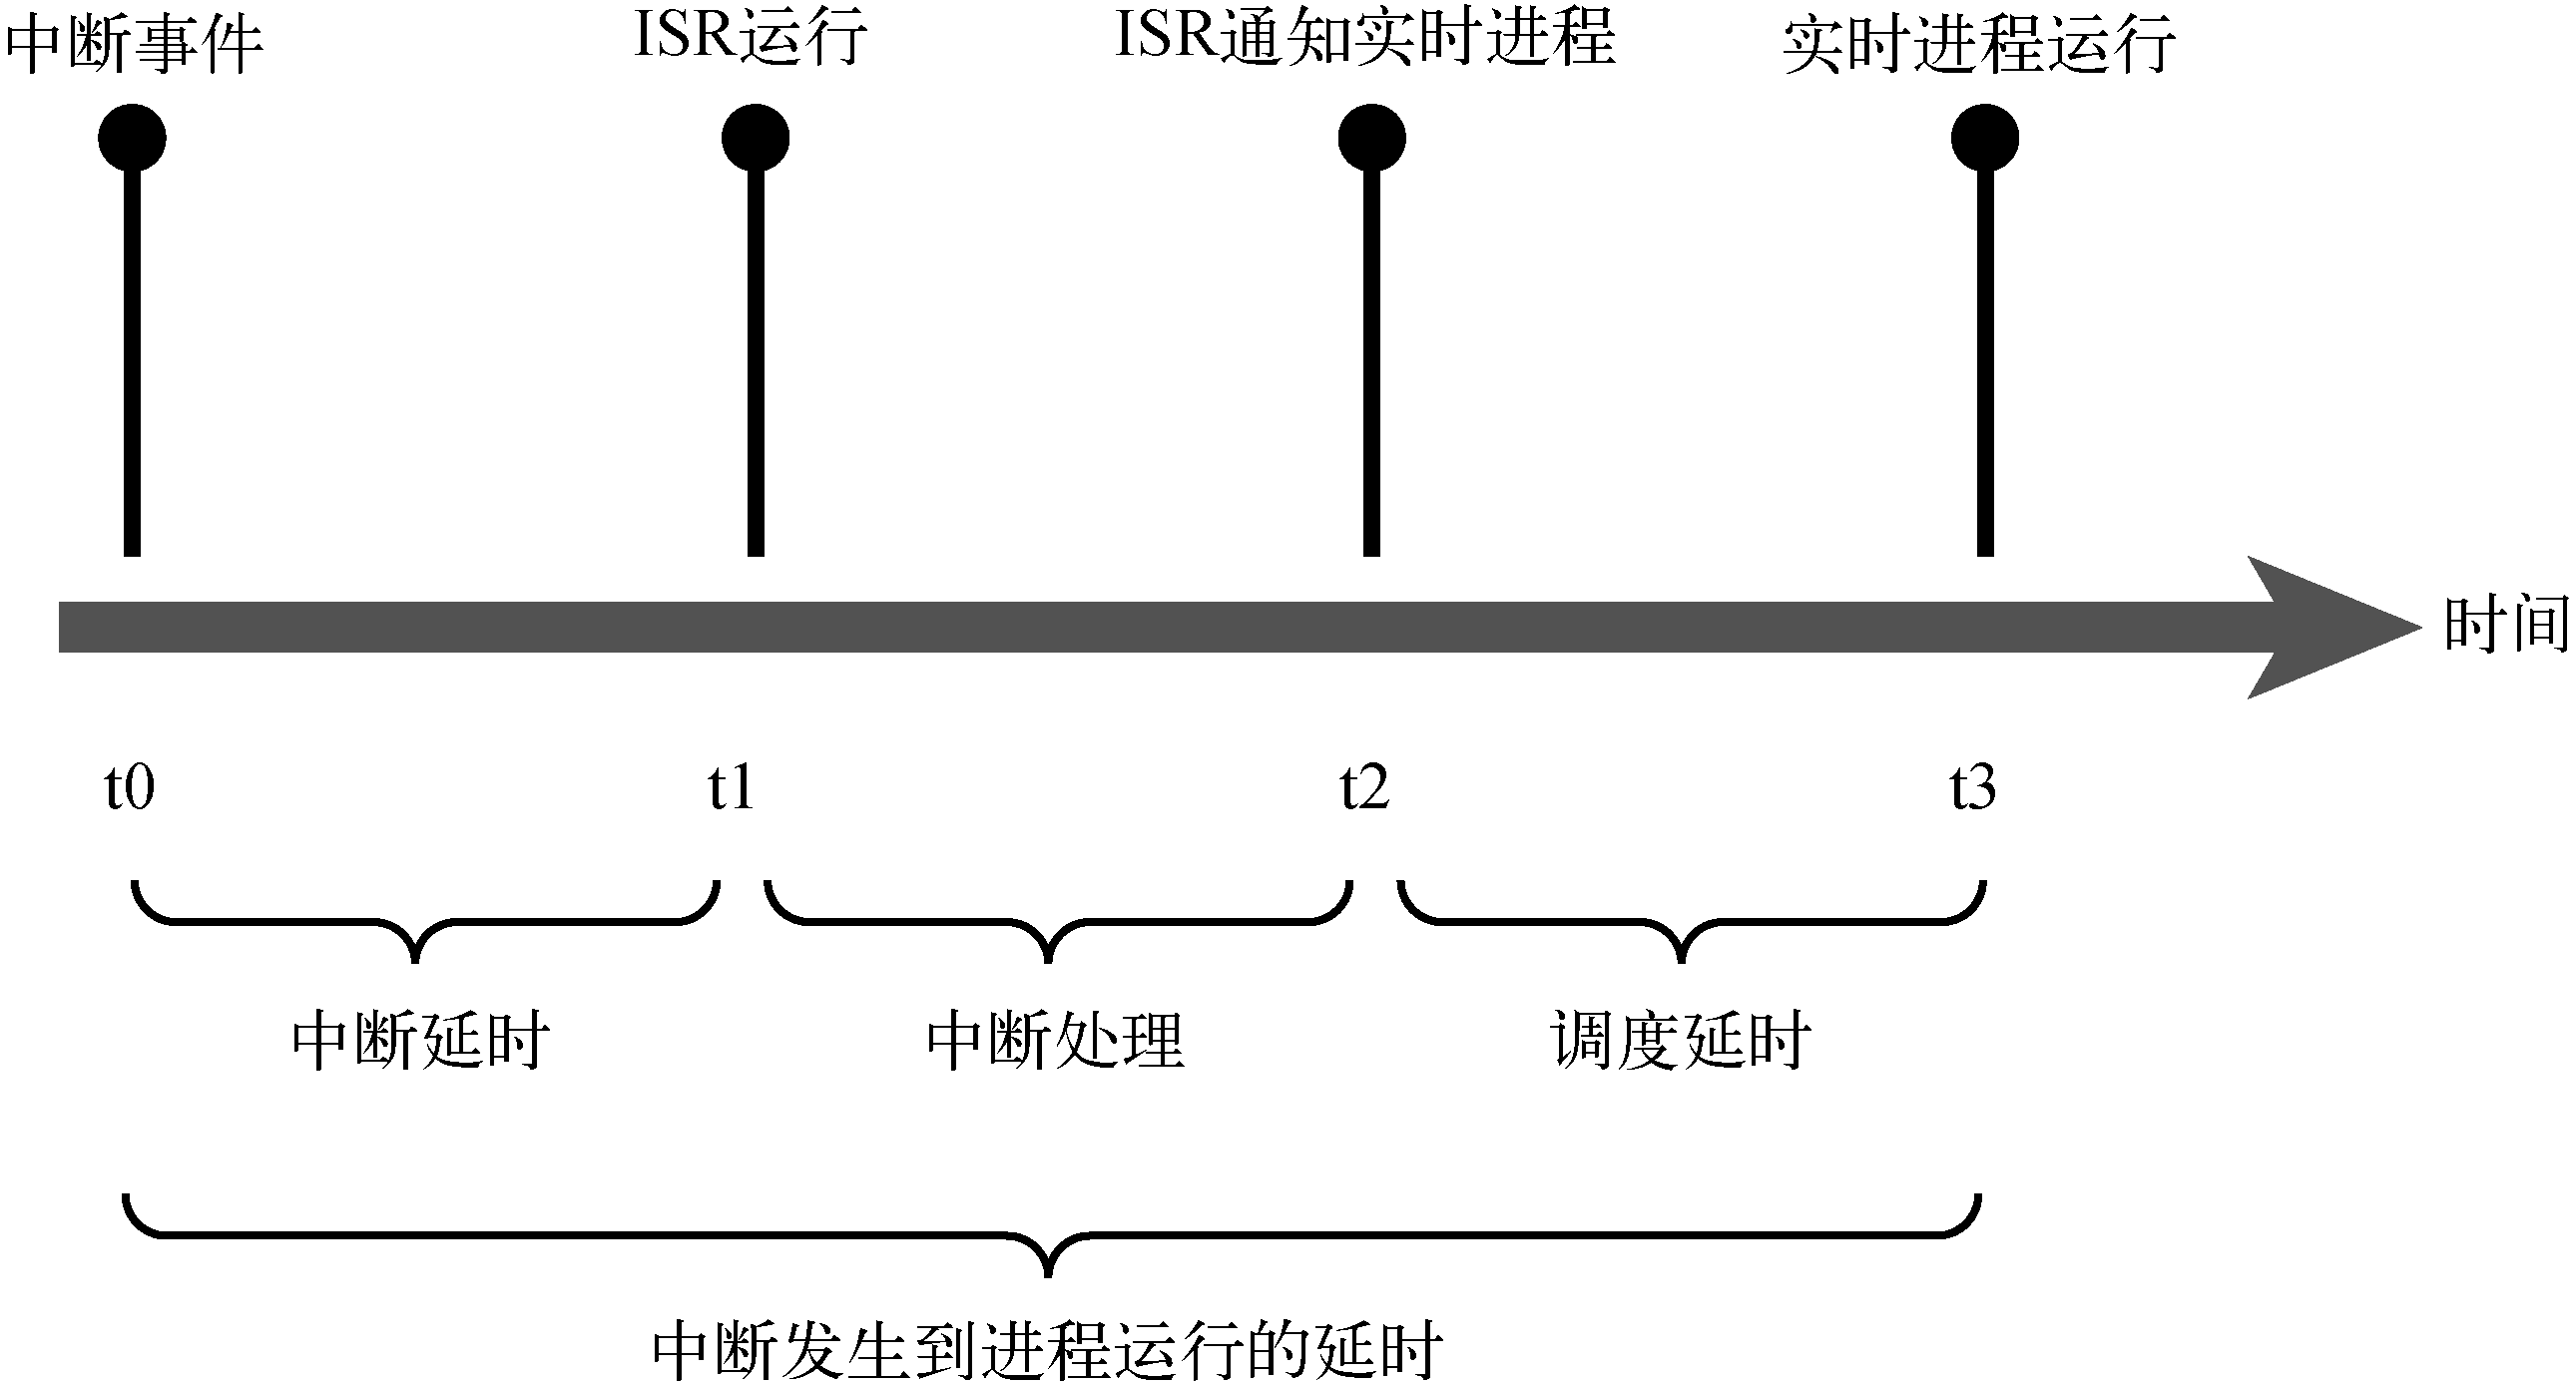 中断事件
ISR运行
ISR通知实时进程
实时进程运行
时间
t0
t1
t2
t3
中断延时
中断处理
调度延时
中断发生到进程运行的延时